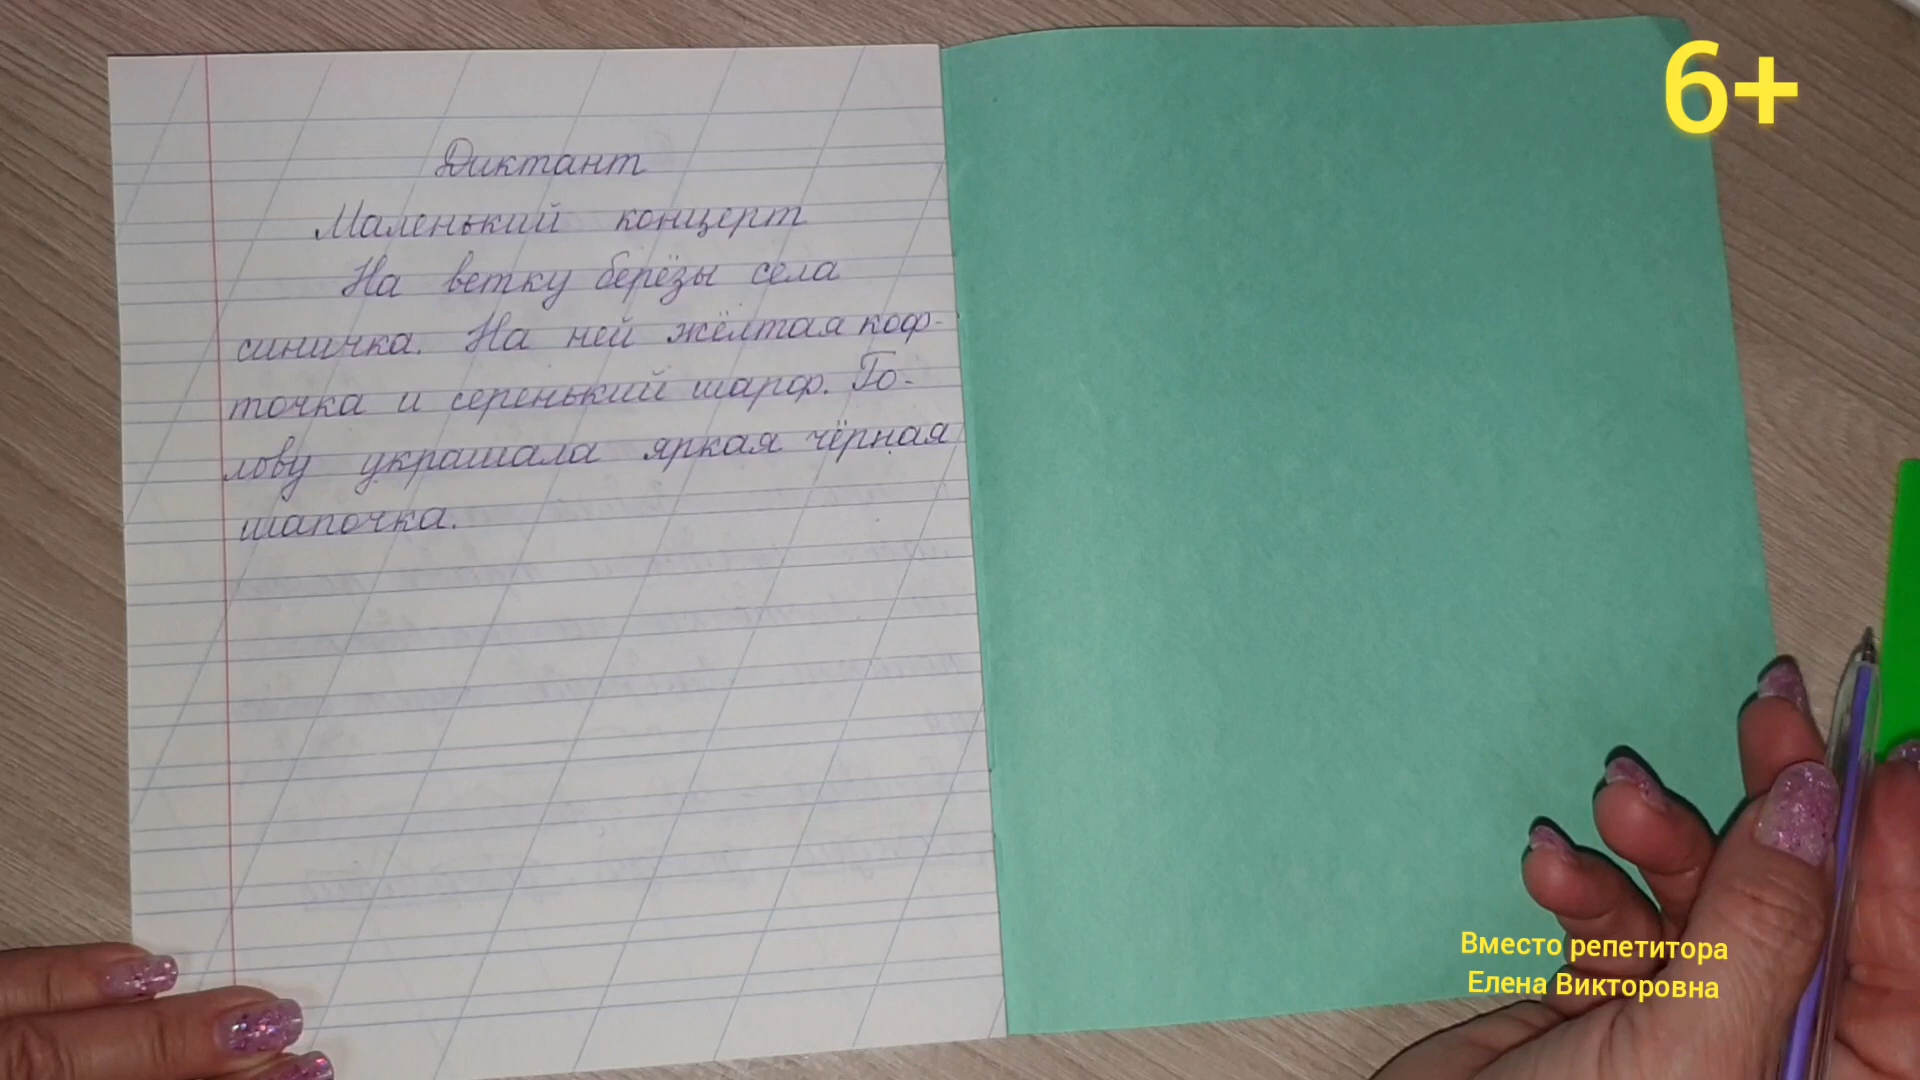 6+
Диктант
Маленький концерт
На ветку берёзы села
синичка. На ней жёлтая коф-
точка и серенький шарф. Го-
лову украшала яркая чёрная
шапочка.
Вместо репетитора
Елена Викторовна